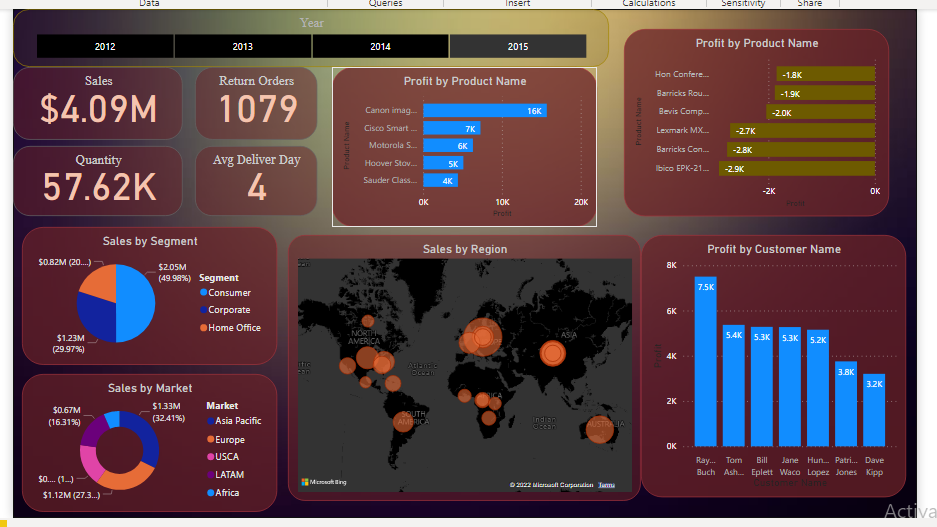 Data Queries Insert Calculations Sensitivity Share
Year
2012 2013 2014 2015
Sales
$4.09M
Return Orders
1079
Quantity
57.62K
Avg Deliver Day
4
Profit by Product Name
Product Name
Canon imag... 16K
Cisco Smart ... 7K
Motorola S... 6K
Hoover Stov... 5K
Sauder Class... 4K
0K 10K 20K
Profit
Profit by Product Name
Product Name
Hon Confere... -1.8K
Barricks Rou... -1.9K
Bevis Comp... -2.0K
Lexmark MX... -2.7K
Barricks Con... -2.8K
Ibico EPK-21... -2.9K
-2K 0K
Profit
Sales by Segment
$0.82M (20....)
$2.05M
(49.98%)
$1.23M
(29.97%)
Segment
Consumer
Corporate
Home Office
Sales by Market
$0.67M
(16.31%)
$1.33M
(32.41%)
$0.... (1...)
$1.12M (27.3...)
Market
Asia Pacific
Europe
USCA
LATAM
Africa
Sales by Region
NORTH
AMERICA
ASIA
Atlantic
Ocean
SOUTH
AMERICA
Indian
Ocean
AUSTRALIA
Microsoft Bing
© 2022 Microsoft Corporation Terms
Profit by Customer Name
8K
6K
4K
2K
0K
7.5K 5.4K 5.3K 5.3K 5.2K 3.8K 3.2K
Ray... Tom Bill Jane Hun... Patri... Dave
Buch Ash... Eplett Waco Lopez Jones Kipp
Activa